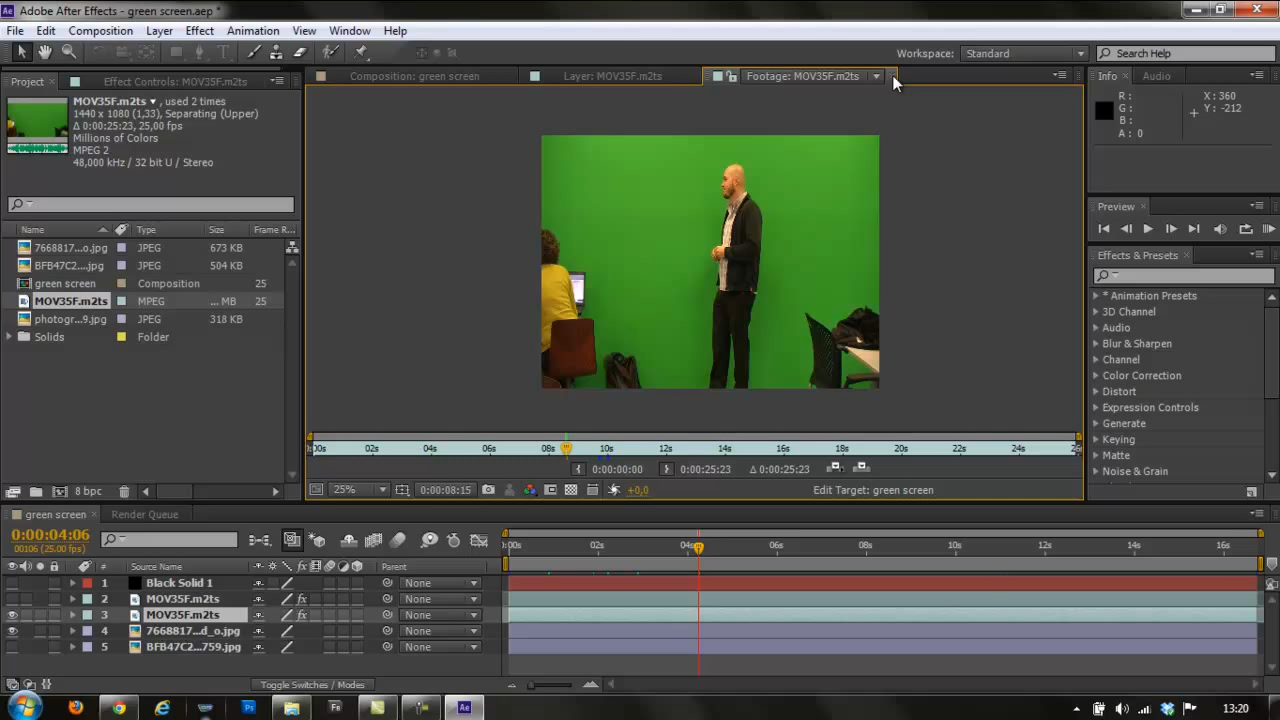 Adobe After Effects - green screen.aep *
File Edit Composition Layer Effect Animation View Window Help
Workspace: Standard Search Help
Project Effect Controls: MOV35F.m2ts
Composition: green screen Layer: MOV35F.m2ts Footage: MOV35F.m2ts
Info Audio
MOV35F.m2ts ▼, used 2 times
1440 x 1080 (1,33), Separating (Upper)
Δ 0:00:25:23, 25,00 fps
Millions of Colors
MPEG 2
48,000 kHz / 32 bit U / Stereo
R : X : 360
G : Y : -212
B :
A : 0
Preview
Effects & Presets
Name Type Size Frame R...
7668817...o.jpg JPEG 673 KB
BFB47C2...jpg JPEG 504 KB
green screen Composition 25
MOV35F.m2ts MPEG ... MB 25
photogr...9.jpg JPEG 318 KB
Solids Folder
* Animation Presets
3D Channel
Audio
Blur & Sharpen
Channel
Color Correction
Distort
Expression Controls
Generate
Keying
Matte
Noise & Grain
:00s 02s 04s 06s 08s 10s 12s 14s 16s 18s 20s 22s 24s
0:00:00:00 0:00:25:23 Δ 0:00:25:23
8 bpc
25% 0:00:08:15 +0,0 Edit Target: green screen
green screen Render Queue
0:00:04:06
00106 (25.00 fps)
:00s 02s 04s 06s 08s 10s 12s 14s 16s
# Source Name Parent
1 Black Solid 1 None
2 MOV35F.m2ts None
3 MOV35F.m2ts None
4 7668817...d_o.jpg None
5 BFB47C2...759.jpg None
Toggle Switches / Modes
13:20